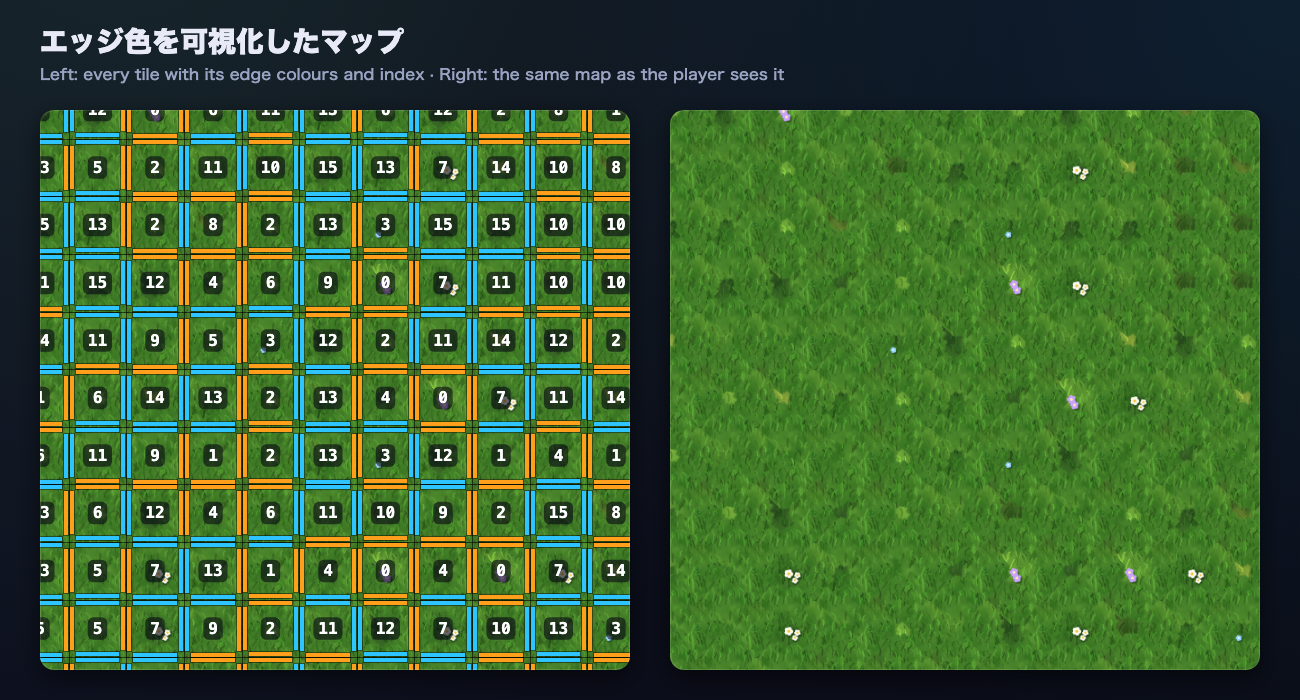 エッジ色を可視化したマップ
Left: every tile with its edge colours and index · Right: the same map as the player sees it
12 6 6 11 15 6 12 2 8 1
3 5 2 11 10 15 13 7 14 10 8
5 13 2 8 2 13 3 15 15 10 10
1 15 12 4 6 9 0 7 11 10 10
4 11 9 5 3 12 2 11 14 12 2
1 6 14 13 2 13 4 0 7 11 14
11 9 1 2 13 3 12 1 4 1
3 6 12 4 6 11 10 9 2 15 8
3 5 7 13 1 4 0 4 0 7 14
5 7 9 2 11 12 7 10 13 3